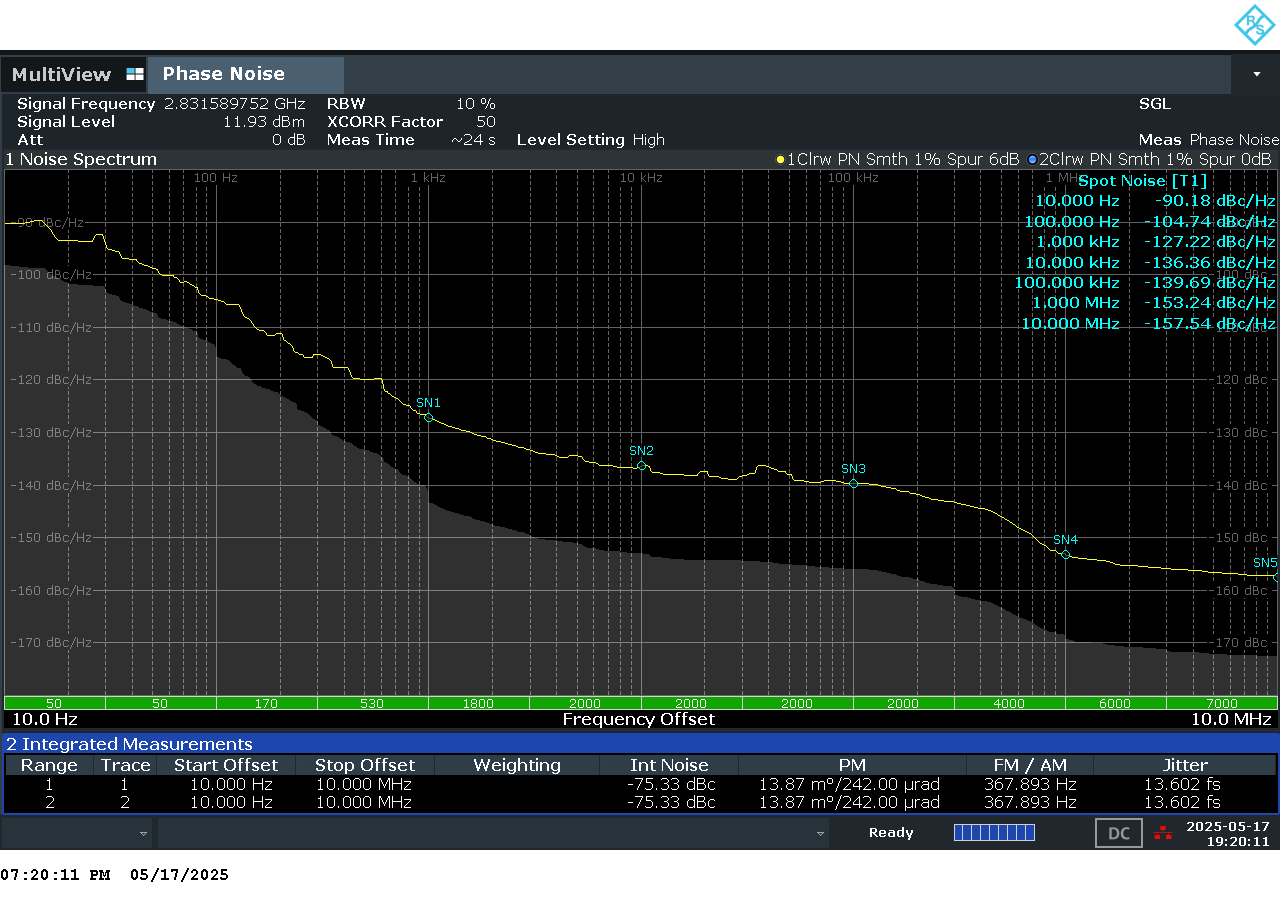 R S
MultiView Phase Noise
Signal Frequency 2.831589752 GHz RBW 10 % SGL
Signal Level 11.93 dBm XCORR Factor 50
Att 0 dB Meas Time ~24 s Level Setting High Meas Phase Noise
1 Noise Spectrum 1Clrw PN Smth 1% Spur 6dB 2Clrw PN Smth 1% Spur 0dB
100 Hz 1 kHz 10 kHz 100 kHz 1 MHz
Spot Noise [T1]
10.000 Hz -90.18 dBc/Hz
100.000 Hz -104.74 dBc/Hz
1.000 kHz -127.22 dBc/Hz
10.000 kHz -136.36 dBc/Hz
100.000 kHz -139.69 dBc/Hz
1.000 MHz -153.24 dBc/Hz
10.000 MHz -157.54 dBc/Hz
-90 dBc/Hz
-100 dBc/Hz -100 dBc/Hz
-110 dBc/Hz -110 dBc/Hz
-120 dBc/Hz -120 dBc
SN1
-130 dBc/Hz -130 dBc
SN2
SN3
-140 dBc/Hz -140 dBc
-150 dBc/Hz SN4 -150 dBc
SN5
-160 dBc/Hz -160 dBc
-170 dBc/Hz -170 dBc
50 50 170 530 1800 2000 2000 2000 2000 4000 6000 7000
10.0 Hz Frequency Offset 10.0 MHz
2 Integrated Measurements
Range Trace Start Offset Stop Offset Weighting Int Noise PM FM / AM Jitter
1 1 10.000 Hz 10.000 MHz -75.33 dBc 13.87 m°/242.00 µrad 367.893 Hz 13.602 fs
2 2 10.000 Hz 10.000 MHz -75.33 dBc 13.87 m°/242.00 µrad 367.893 Hz 13.602 fs
Ready DC 2025-05-17
19:20:11
07:20:11 PM 05/17/2025